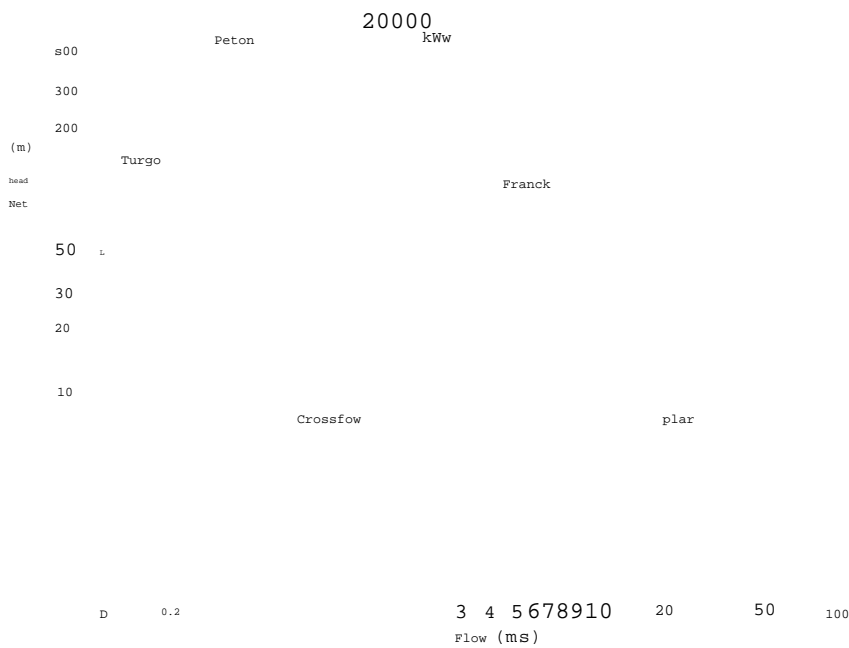 20000
Peton kWw
s00
300
200
(m)
Turgo
head
Franck
Net
50 L
30
20
10
Crossfow plar
D 0.2 3 4 5678910 20 50 100
Flow (ms)